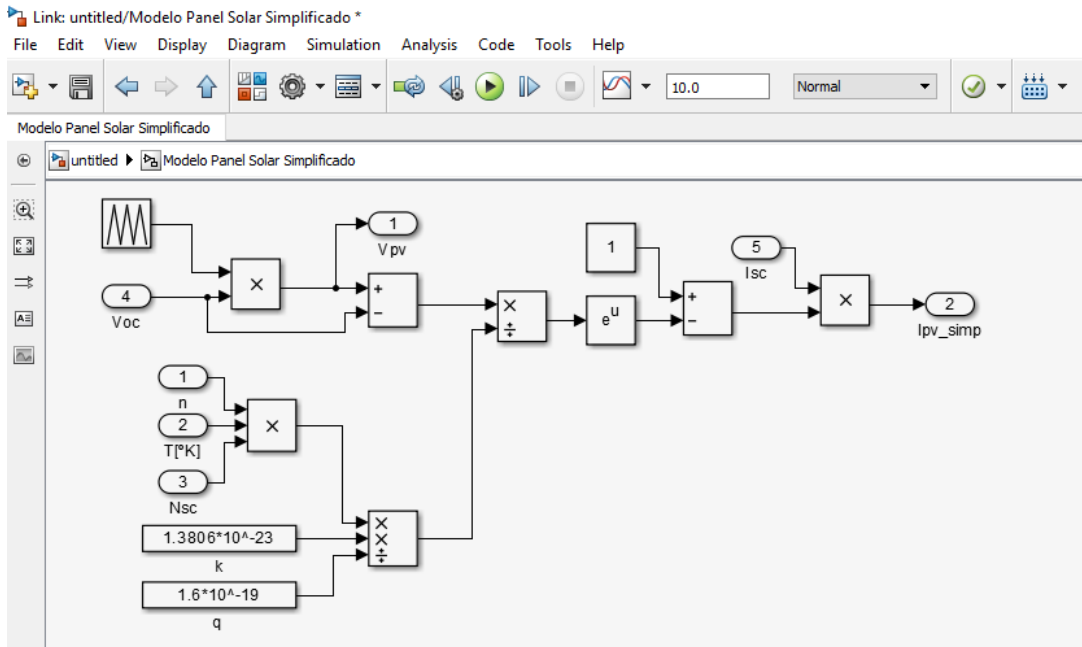 Link: untitled/Modelo Panel Solar Simplificado *
File Edit View Display Diagram Simulation Analysis Code Tools Help
10.0 Normal
Modelo Panel Solar Simplificado
untitled Modelo Panel Solar Simplificado
1
Vpv
4
Voc
×
+
−
×
÷
1
e^u
+
−
5
Isc
×
2
Ipv_simp
1
n
2
T[ºK]
3
Nsc
×
1.3806*10^-23
k
1.6*10^-19
q
×
×
÷